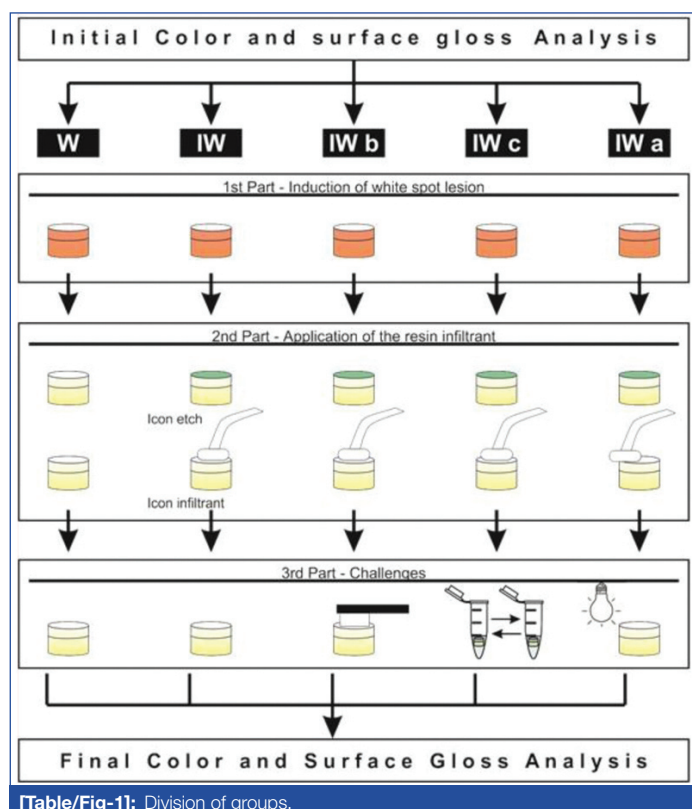 Initial Color and surface gloss Analysis
W IW IW b IW c IW a
1st Part - Induction of white spot lesion
2nd Part - Application of the resin infiltrant
Icon etch
Icon infiltrant
3rd Part - Challenges
Final Color and Surface Gloss Analysis
[Table/Fig-1]: Division of groups.